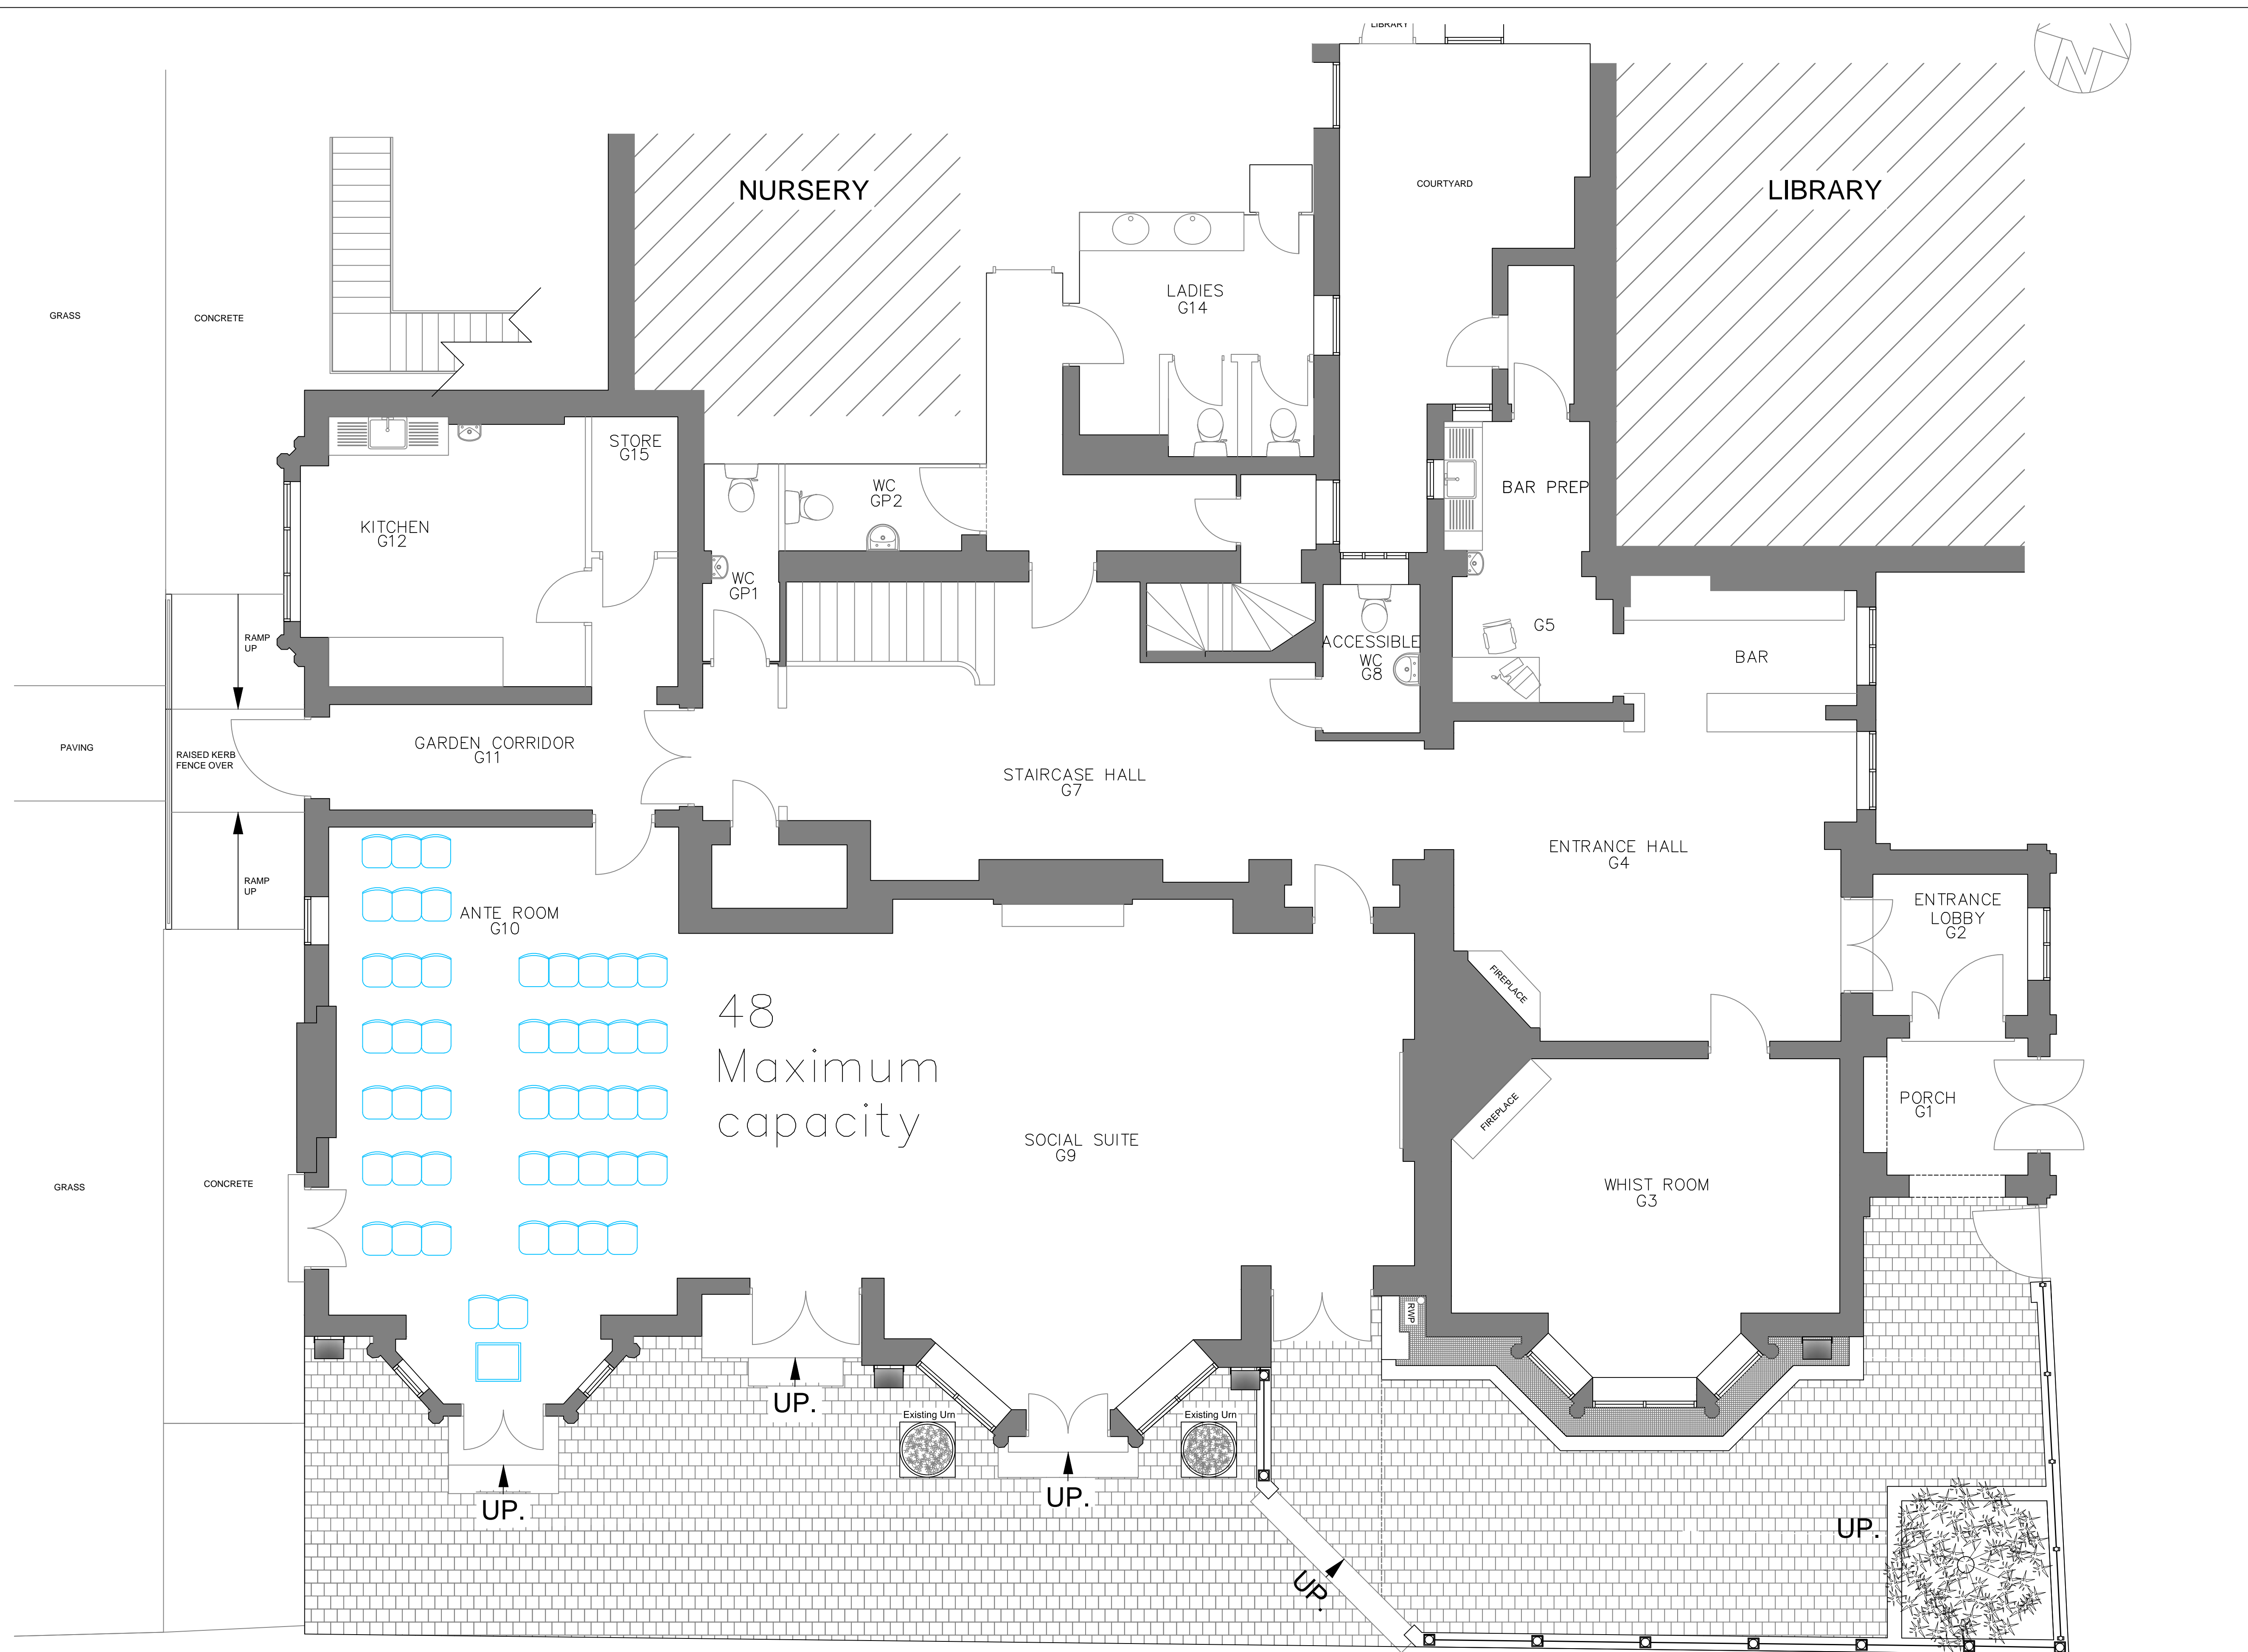 LIBRARY
N
NURSERY
COURTYARD
LIBRARY
LADIES
G14
GRASS
CONCRETE
STORE
G15
WC
GP2
BAR PREP
KITCHEN
G12
WC
GP1
RAMP
UP
ACCESSIBLE
WC
G8
G5
BAR
PAVING
RAISED KERB
FENCE OVER
GARDEN CORRIDOR
G11
STAIRCASE HALL
G7
ENTRANCE HALL
G4
RAMP
UP
ANTE ROOM
G10
ENTRANCE
LOBBY
G2
FIREPLACE
48
Maximum
capacity
FIREPLACE
PORCH
G1
SOCIAL SUITE
G9
GRASS
CONCRETE
WHIST ROOM
G3
RWP
UP.
Existing Urn
Existing Urn
UP.
UP.
UP.
UP.